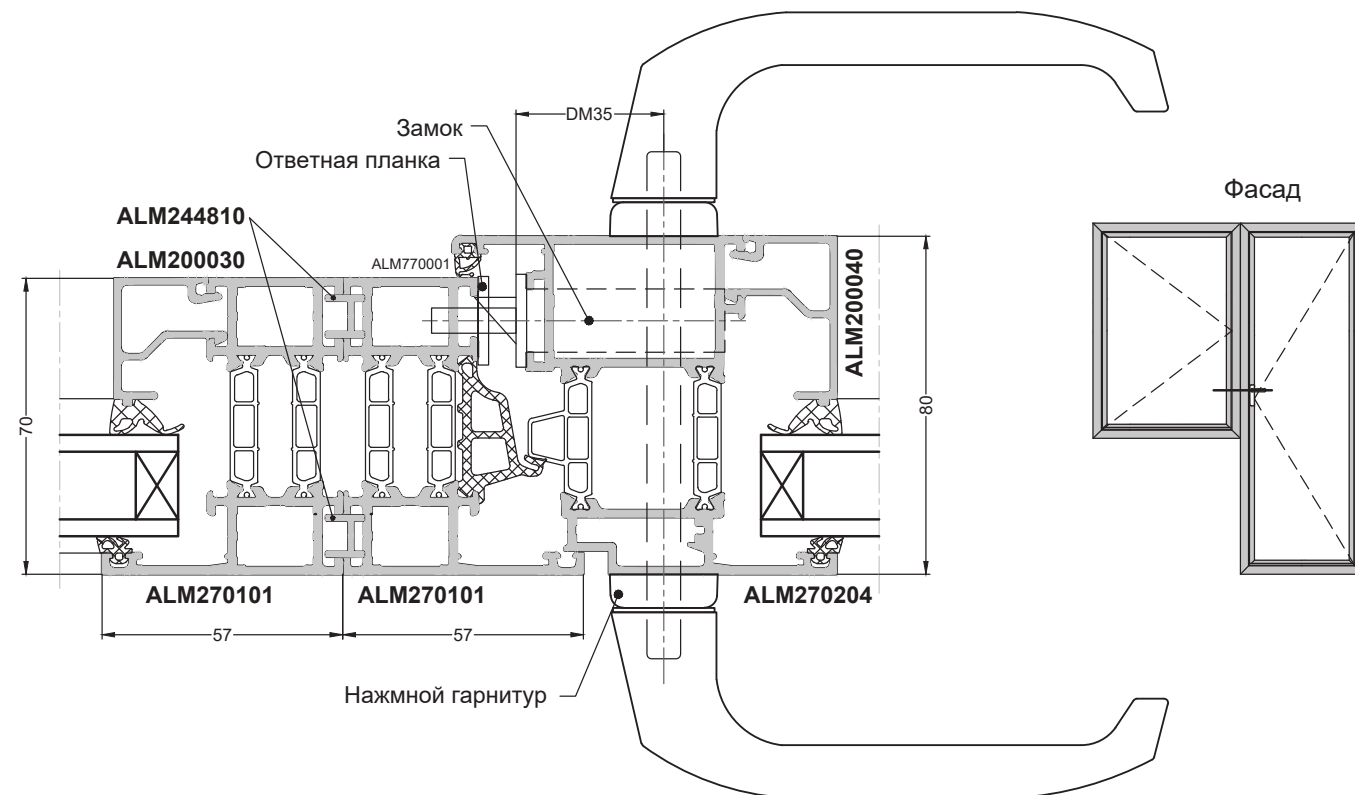 DM35
Замок
Ответная планка
Фасад
ALM244810
ALM200030
ALM770001
ALM200040
70
80
ALM270101
ALM270101
ALM270204
57
57
Нажмной гарнитур